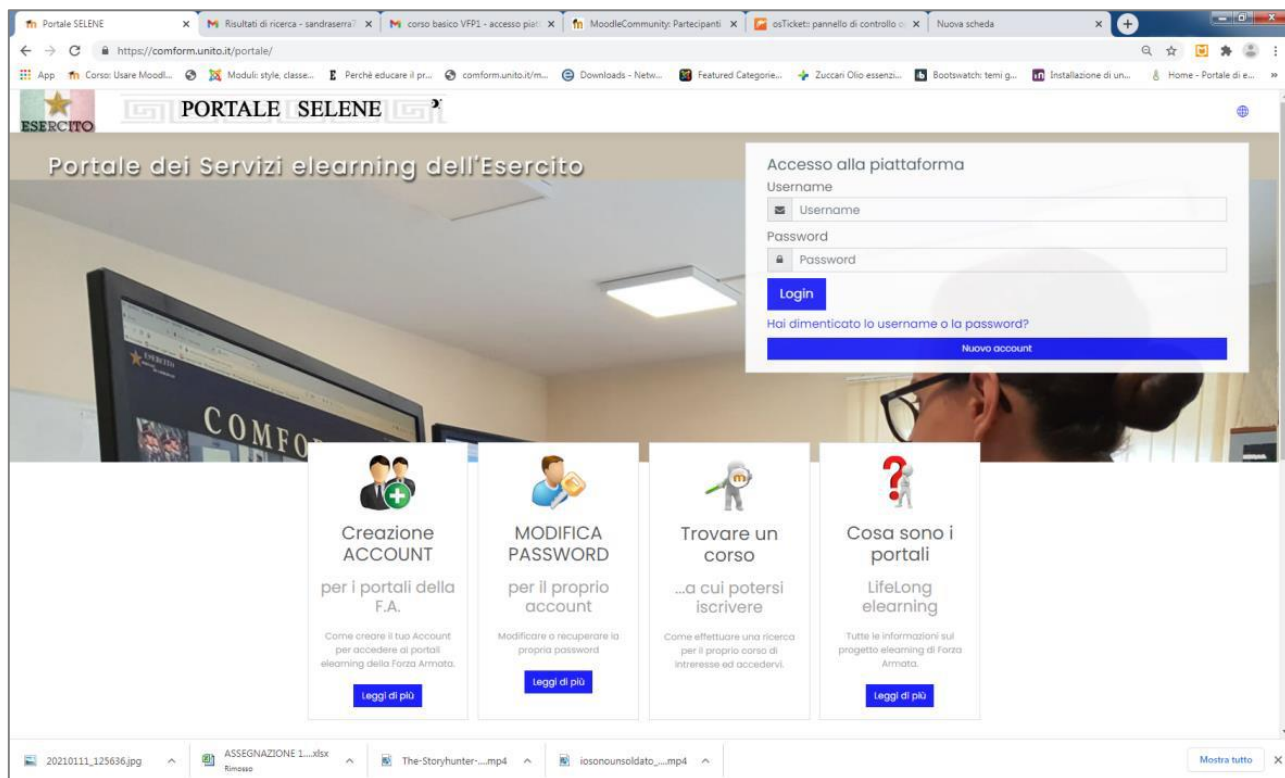 Portale SELENE
Risultati di ricerca - sandraserra7
corso basico VFP1 - accesso piat
MoodleCommunity: Partecipanti
osTicket:: pannello di controllo
Nuova scheda
https://comform.unito.it/portale/
App
Corso: Usare Moodl...
Moduli: style, classe...
Perchè educare il pr...
comform.unito.it/m...
Downloads - Netw...
Featured Categorie...
Zuccari Olio essenzi...
Bootswatch: temi g...
Installazione di un...
Home - Portale di e...
ESERCITO
PORTALE SELENE
Portale dei Servizi elearning dell'Esercito
Accesso alla piattaforma
Username
Username
Password
Password
Login
Hai dimenticato lo username o la password?
Nuovo account
ESERCITO
COMFO
Creazione
ACCOUNT
per i portali della
F.A.
Come creare il tuo Account
per accedere ai portali
elearning della Forza Armata.
Leggi di più
MODIFICA
PASSWORD
per il proprio
account
Modificare o recuperare la
propria password
Leggi di più
Trovare un
corso
...a cui potersi
iscrivere
Come effettuare una ricerca
per il proprio corso di
intreresse ed accedervi.
Cosa sono i
portali
LifeLong
elearning
Tutte le informazioni sul
progetto elearning di Forza
Armata.
Leggi di più
20210111_125636.jpg
ASSEGNAZIONE 1....xlsx
Rimosso
The-Storyhunter-....mp4
iosonounsoldato_....mp4
Mostra tutto